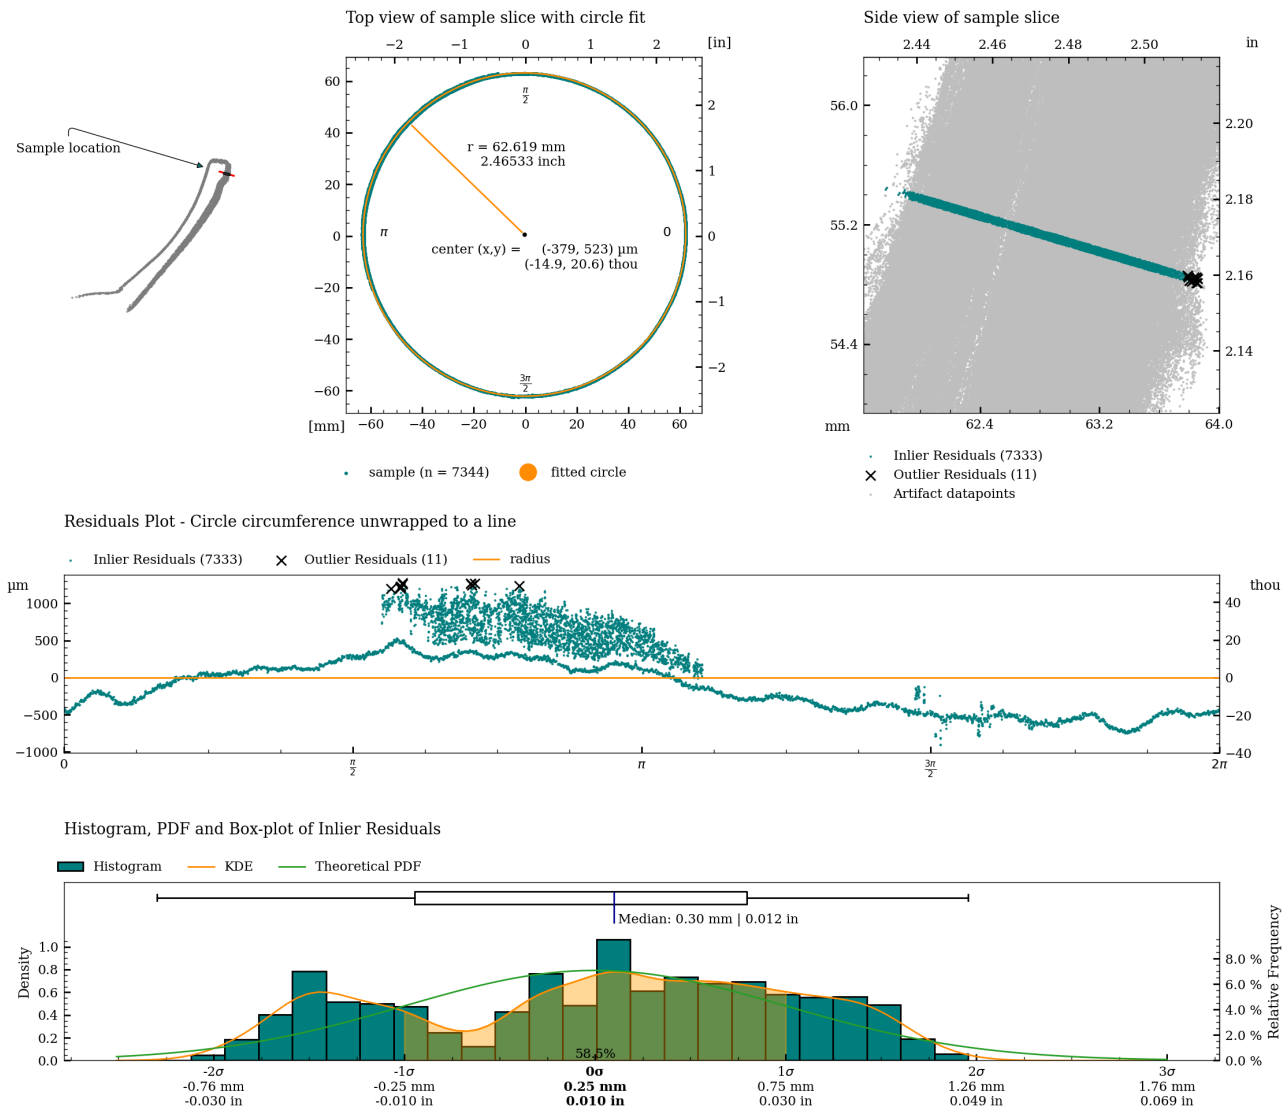 Top view of sample slice with circle fit
Side view of sample slice
−2 −1 0 1 2 [in]
2.44 2.46 2.48 2.50 in
Sample location
60
40
20
0
−20
−40
−60
2
1
0
−1
−2
π/2
r = 62.619 mm
2.46533 inch
π
0
center (x,y) = (-379, 523) µm
(-14.9, 20.6) thou
3π/2
[mm] −60 −40 −20 0 20 40 60
56.0
55.2
54.4
2.20
2.18
2.16
2.14
mm 62.4 63.2 64.0
sample (n = 7344) fitted circle
Inlier Residuals (7333)
Outlier Residuals (11)
Artifact datapoints
Residuals Plot - Circle circumference unwrapped to a line
Inlier Residuals (7333) Outlier Residuals (11) radius
µm thou
1000
500
0
−500
−1000
40
20
0
−20
−40
0 π/2 π 3π/2 2π
Histogram, PDF and Box-plot of Inlier Residuals
Histogram KDE Theoretical PDF
Median: 0.30 mm | 0.012 in
Density
1.0
0.8
0.6
0.4
0.2
0.0
Relative Frequency
8.0 %
6.0 %
4.0 %
2.0 %
0.0 %
58.5%
-2σ -1σ 0σ 1σ 2σ 3σ
-0.76 mm -0.25 mm 0.25 mm 0.75 mm 1.26 mm 1.76 mm
-0.030 in -0.010 in 0.010 in 0.030 in 0.049 in 0.069 in